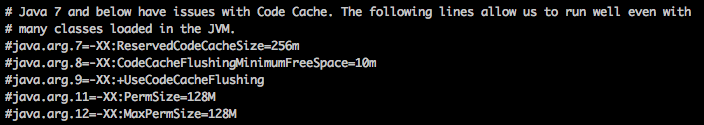 # Java 7 and below have issues with Code Cache. The following lines allow us to run well even with
# many classes loaded in the JVM.
#java.arg.7=-XX:ReservedCodeCacheSize=256m
#java.arg.8=-XX:CodeCacheFlushingMinimumFreeSpace=10m
#java.arg.9=-XX:+UseCodeCacheFlushing
#java.arg.11=-XX:PermSize=128M
#java.arg.12=-XX:MaxPermSize=128M